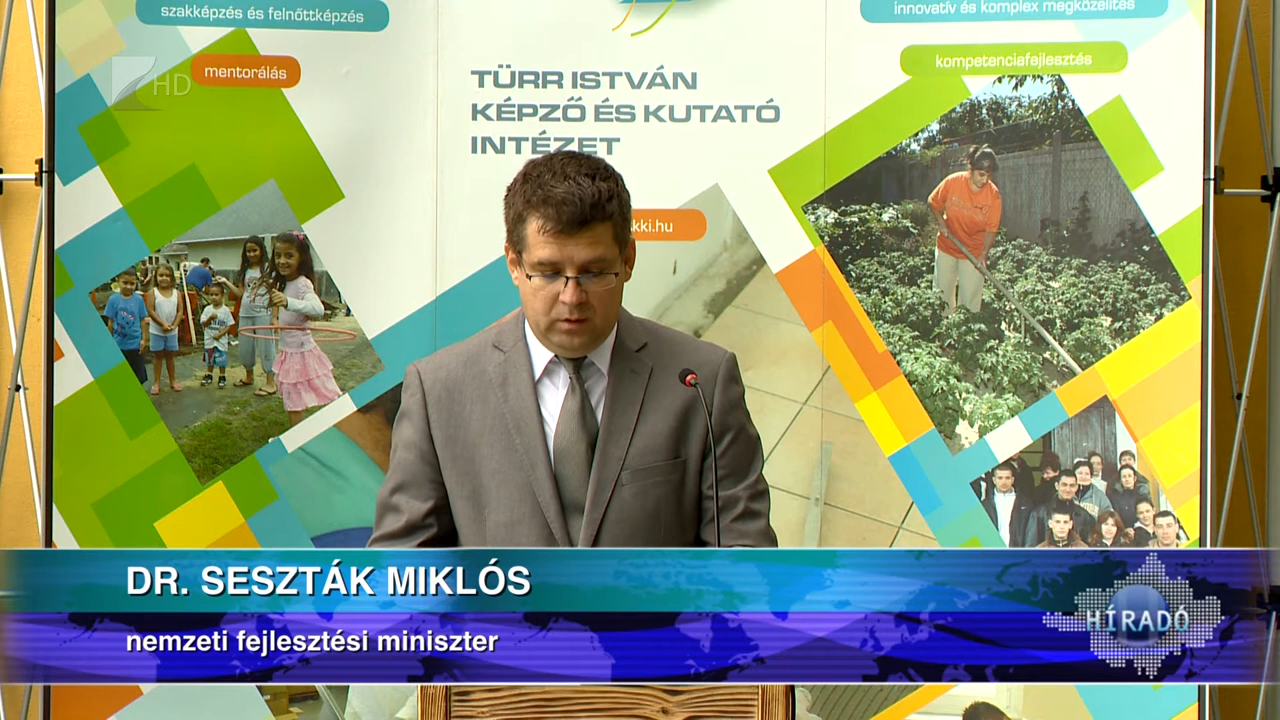 szakképzés és felnőttképzés
innovatív és komplex megközelítés
mentorálás
kompetenciafejlesztés
HD
TÜRR ISTVÁN
KÉPZŐ ÉS KUTATÓ
INTÉZET
kki.hu
DR. SESZTÁK MIKLÓS
nemzeti fejlesztési miniszter
HÍRADÓ